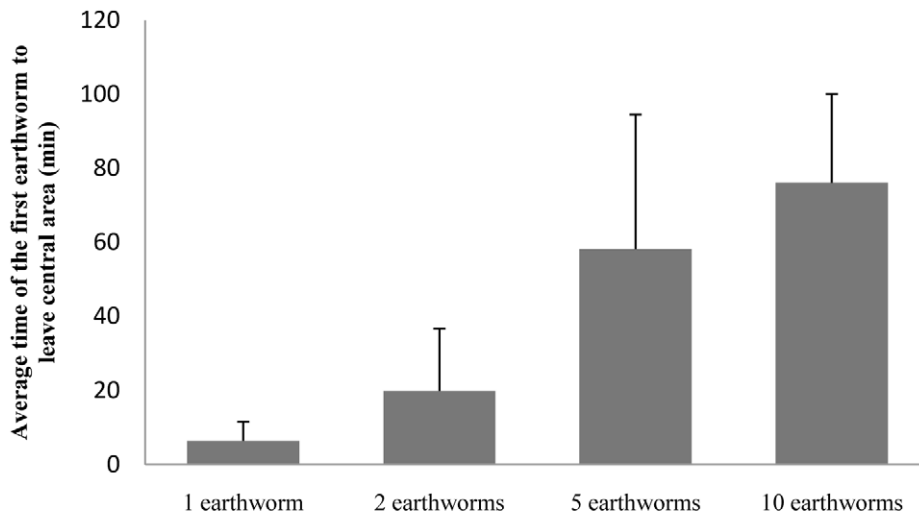 120
100
80
60
40
20
0
Average time of the first earthworm to
leave central area (min)
1 earthworm
2 earthworms
5 earthworms
10 earthworms